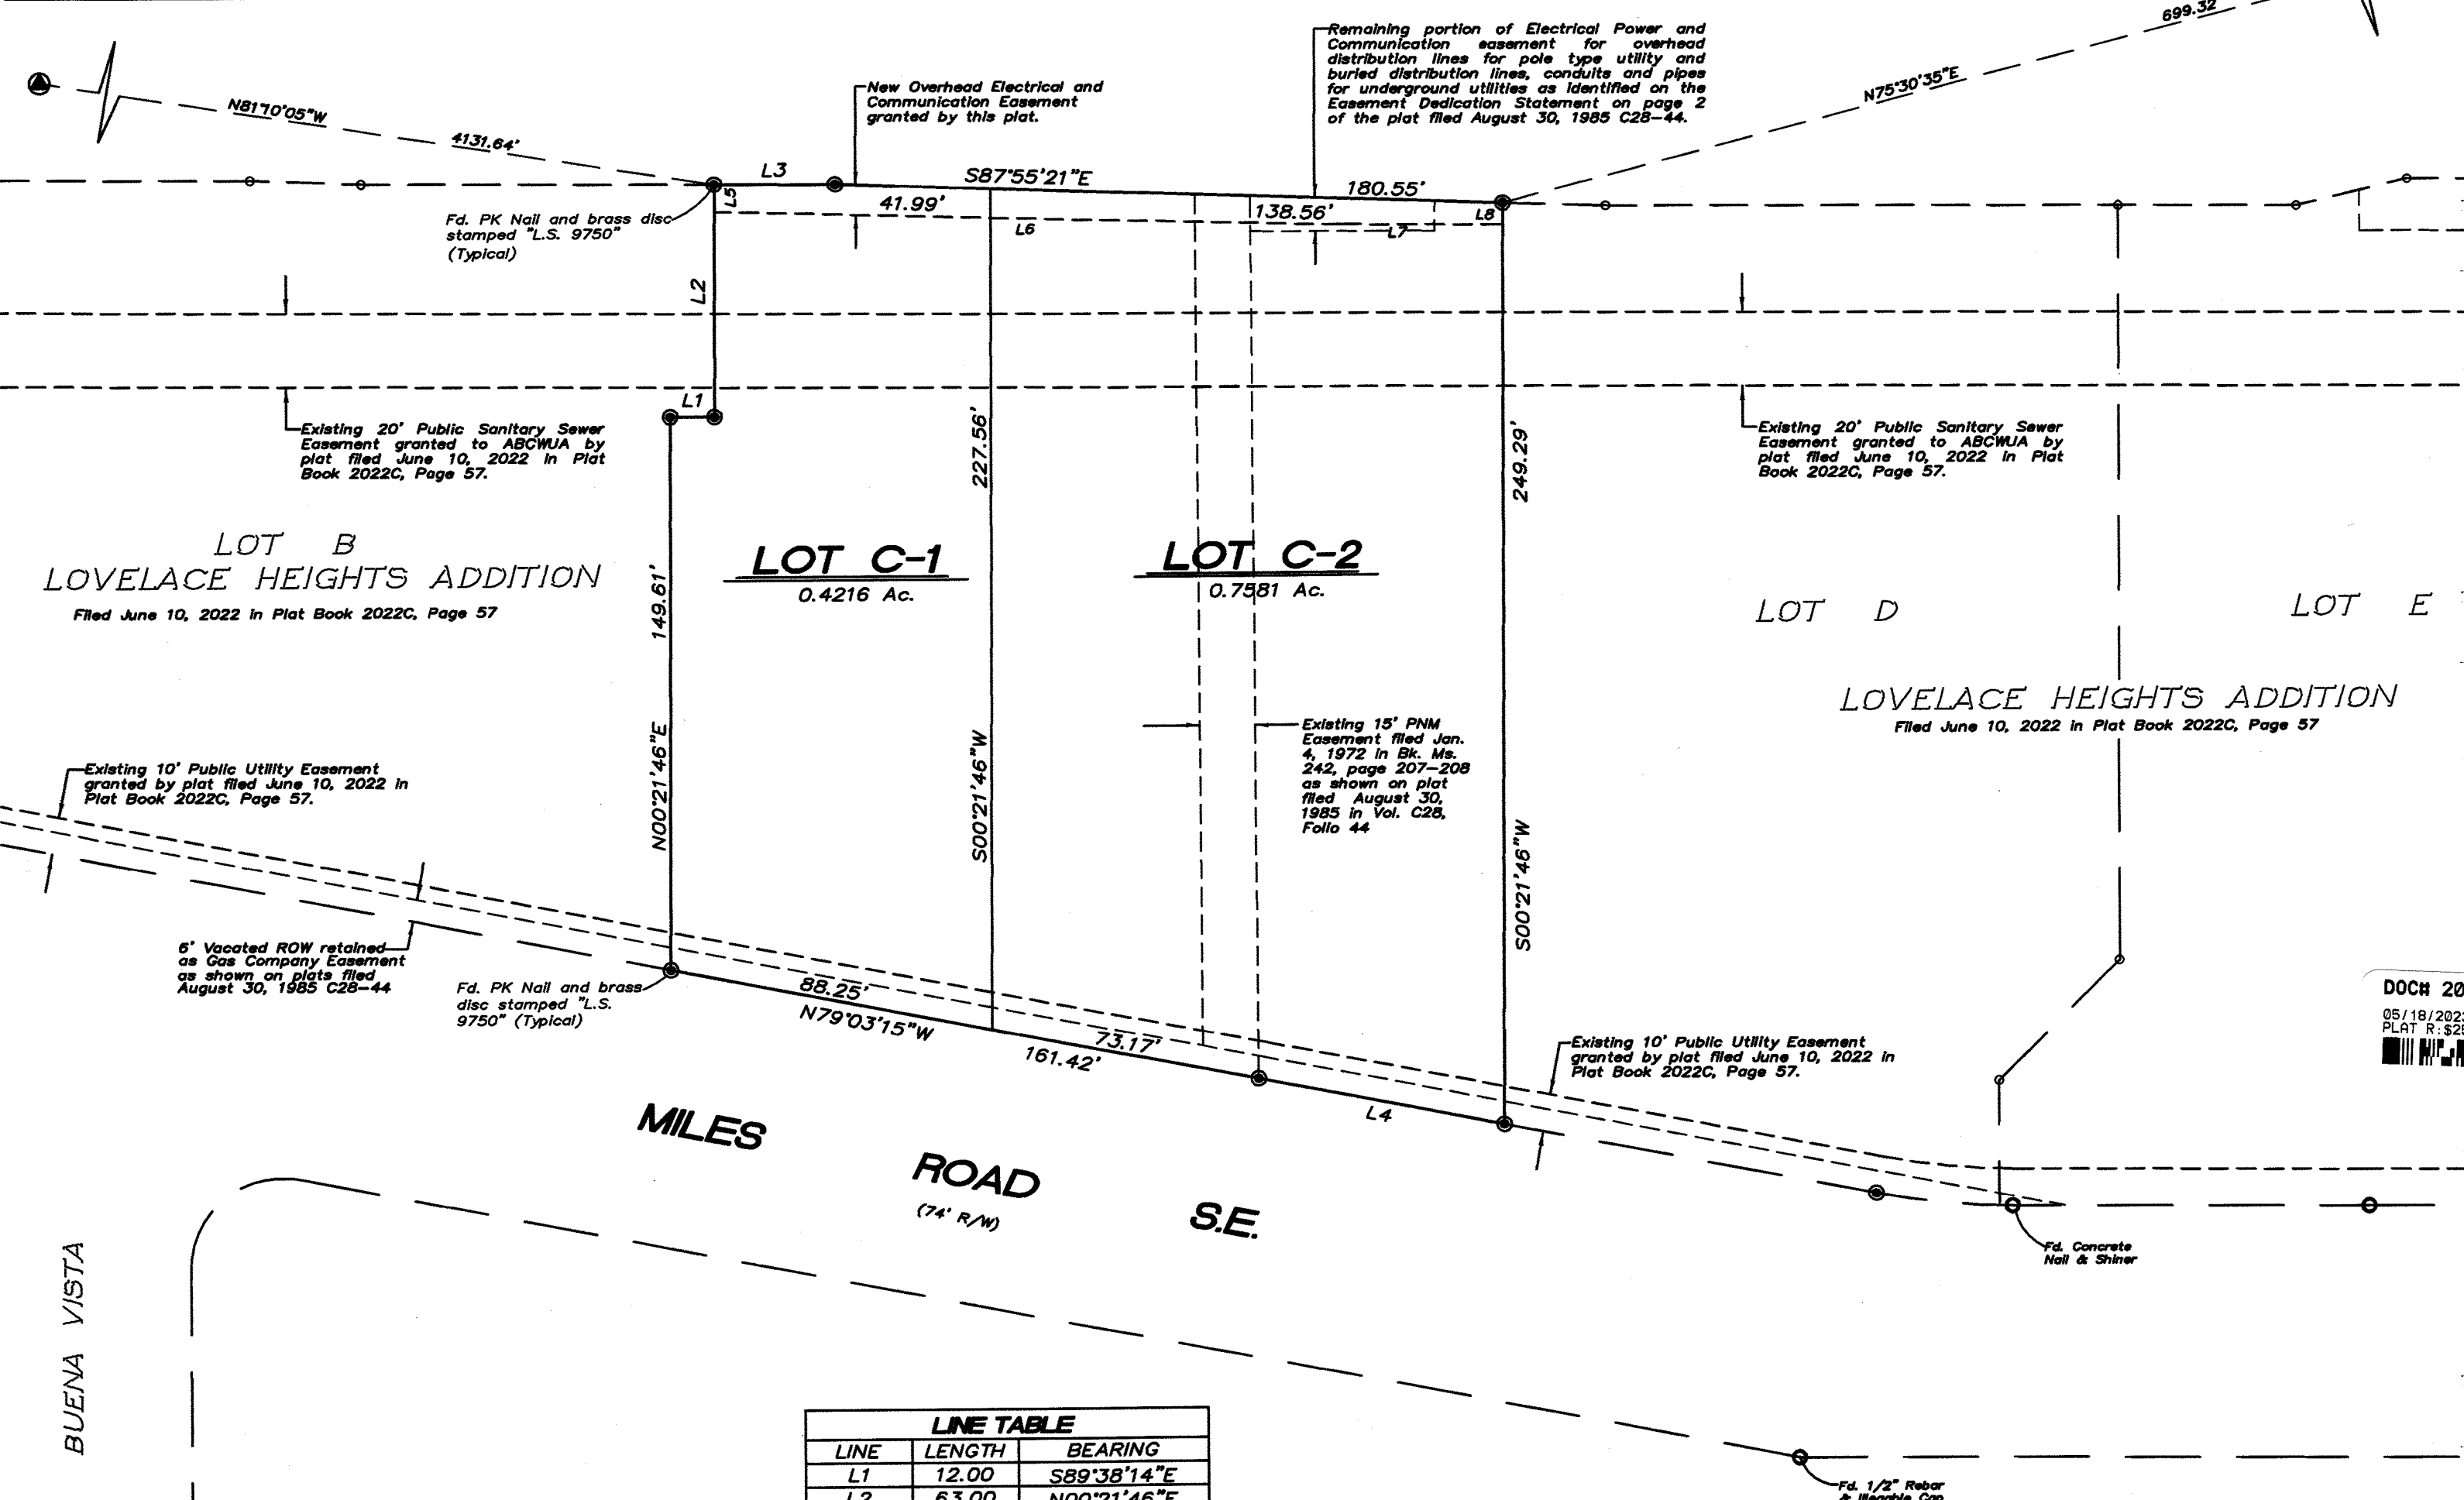 699.32
N75°30'35"E
Remaining portion of Electrical Power and
Communication easement for overhead
distribution lines for pole type utility and
buried distribution lines, conduits and pipes
for underground utilities as identified on the
Easement Dedication Statement on page 2
of the plat filed August 30, 1985 C28-44.
New Overhead Electrical and
Communication Easement
granted by this plat.
N81°10'05"W
4131.64'
L3
S87°55'21"E
180.55'
L5
41.99'
138.56'
L8
L6
L7
Fd. PK Nail and brass disc
stamped "L.S. 9750"
(Typical)
L2
L1
Existing 20' Public Sanitary Sewer
Easement granted to ABCWUA by
plat filed June 10, 2022 in Plat
Book 2022C, Page 57.
227.56'
249.29'
Existing 20' Public Sanitary Sewer
Easement granted to ABCWUA by
plat filed June 10, 2022 in Plat
Book 2022C, Page 57.
LOT B
LOVELACE HEIGHTS ADDITION
Filed June 10, 2022 in Plat Book 2022C, Page 57
149.61'
LOT C-1
0.4216 Ac.
LOT C-2
0.7581 Ac.
LOT D
LOT E
LOVELACE HEIGHTS ADDITION
Filed June 10, 2022 in Plat Book 2022C, Page 57
N00°21'46"E
S00°21'46"W
Existing 15' PNM
Easement filed Jan.
4, 1972 in Bk. Ms.
242, page 207-208
as shown on plat
filed August 30,
1985 in Vol. C28,
Folio 44
S00°21'46"W
Existing 10' Public Utility Easement
granted by plat filed June 10, 2022 in
Plat Book 2022C, Page 57.
6' Vacated ROW retained
as Gas Company Easement
as shown on plats filed
August 30, 1985 C28-44
Fd. PK Nail and brass
disc stamped "L.S.
9750" (Typical)
88.25'
N79°03'15"W
73.17'
161.42'
L4
Existing 10' Public Utility Easement
granted by plat filed June 10, 2022 in
Plat Book 2022C, Page 57.
DOC# 20
05/18/202
PLAT R:$2
MILES ROAD S.E.
(74' R/W)
Fd. Concrete
Nail & Shiner
BUENA VISTA
LINE TABLE
LINE LENGTH BEARING
L1 12.00 S89°38'14"E
L2 63.00 N00°21'46"E
Fd. 1/2" Rebar
& Illegible Cap